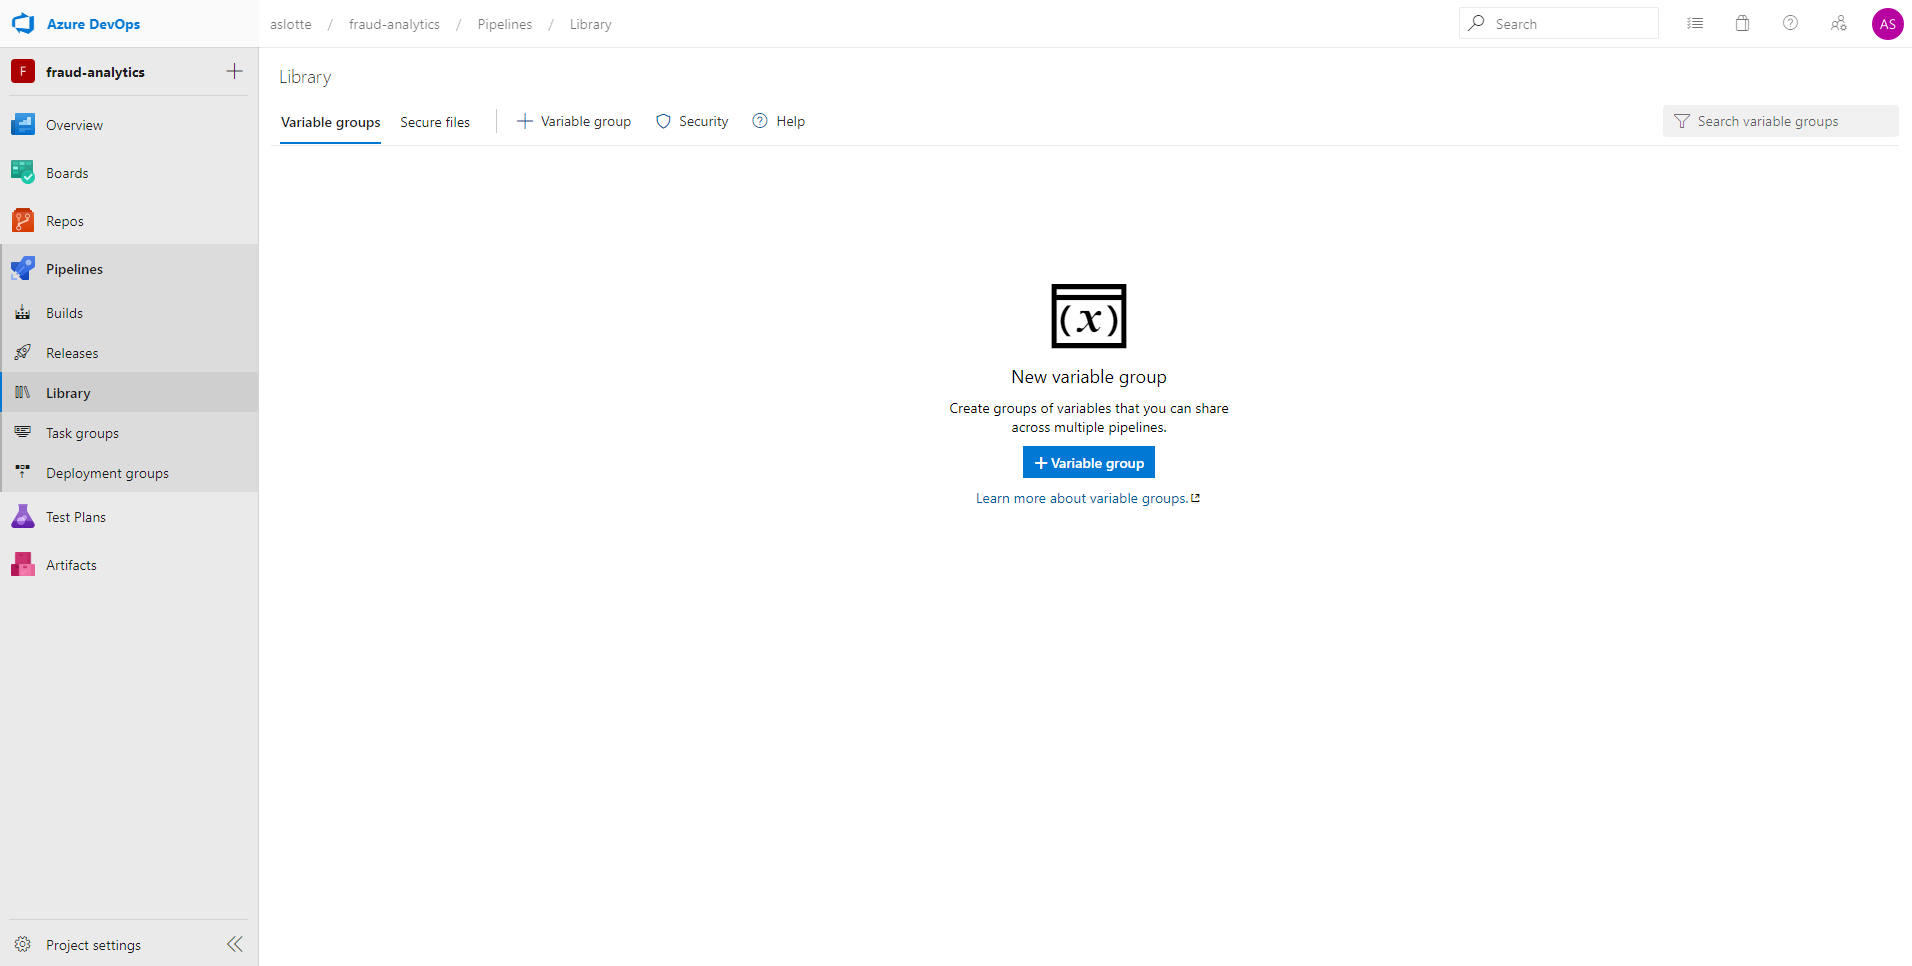 Azure DevOps
aslotte / fraud-analytics / Pipelines / Library
Search
AS
F fraud-analytics
Overview
Boards
Repos
Pipelines
Builds
Releases
Library
Task groups
Deployment groups
Test Plans
Artifacts
Project settings
Library
Variable groups Secure files Variable group Security Help
Search variable groups
(x)
New variable group
Create groups of variables that you can share
across multiple pipelines.
+ Variable group
Learn more about variable groups.